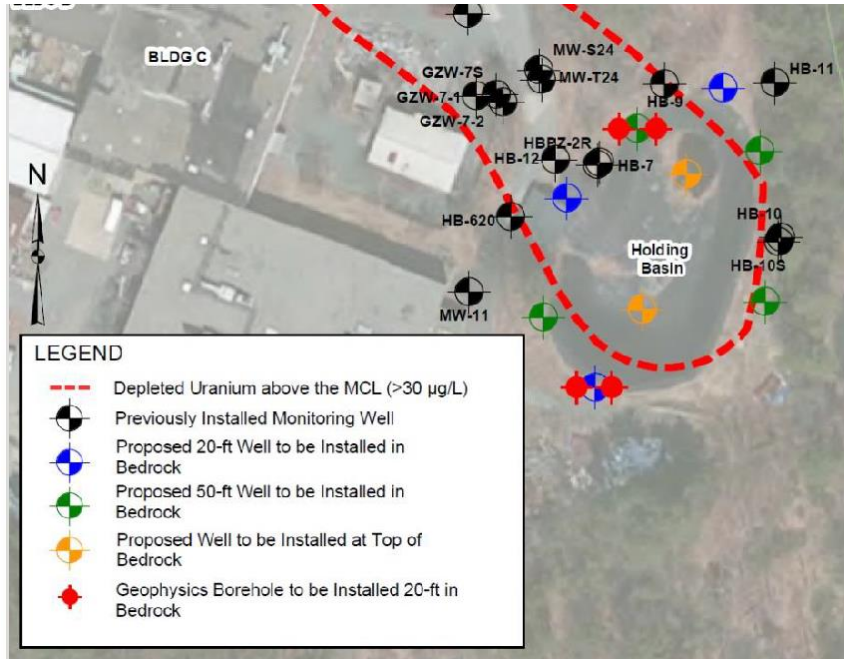 BLDG C
MW-S24
GZW-7S
MW-T24
HB-11
GZW-7-1
HB-9
GZW-7-2
HBPZ-2R
HB-12
HB-7
N
HB-620
HB-10
Holding
Basin
HB-10S
MW-11
LEGEND
Depleted Uranium above the MCL (>30 µg/L)
Previously Installed Monitoring Well
Proposed 20-ft Well to be Installed in
Bedrock
Proposed 50-ft Well to be Installed in
Bedrock
Proposed Well to be Installed at Top of
Bedrock
Geophysics Borehole to be Installed 20-ft in
Bedrock